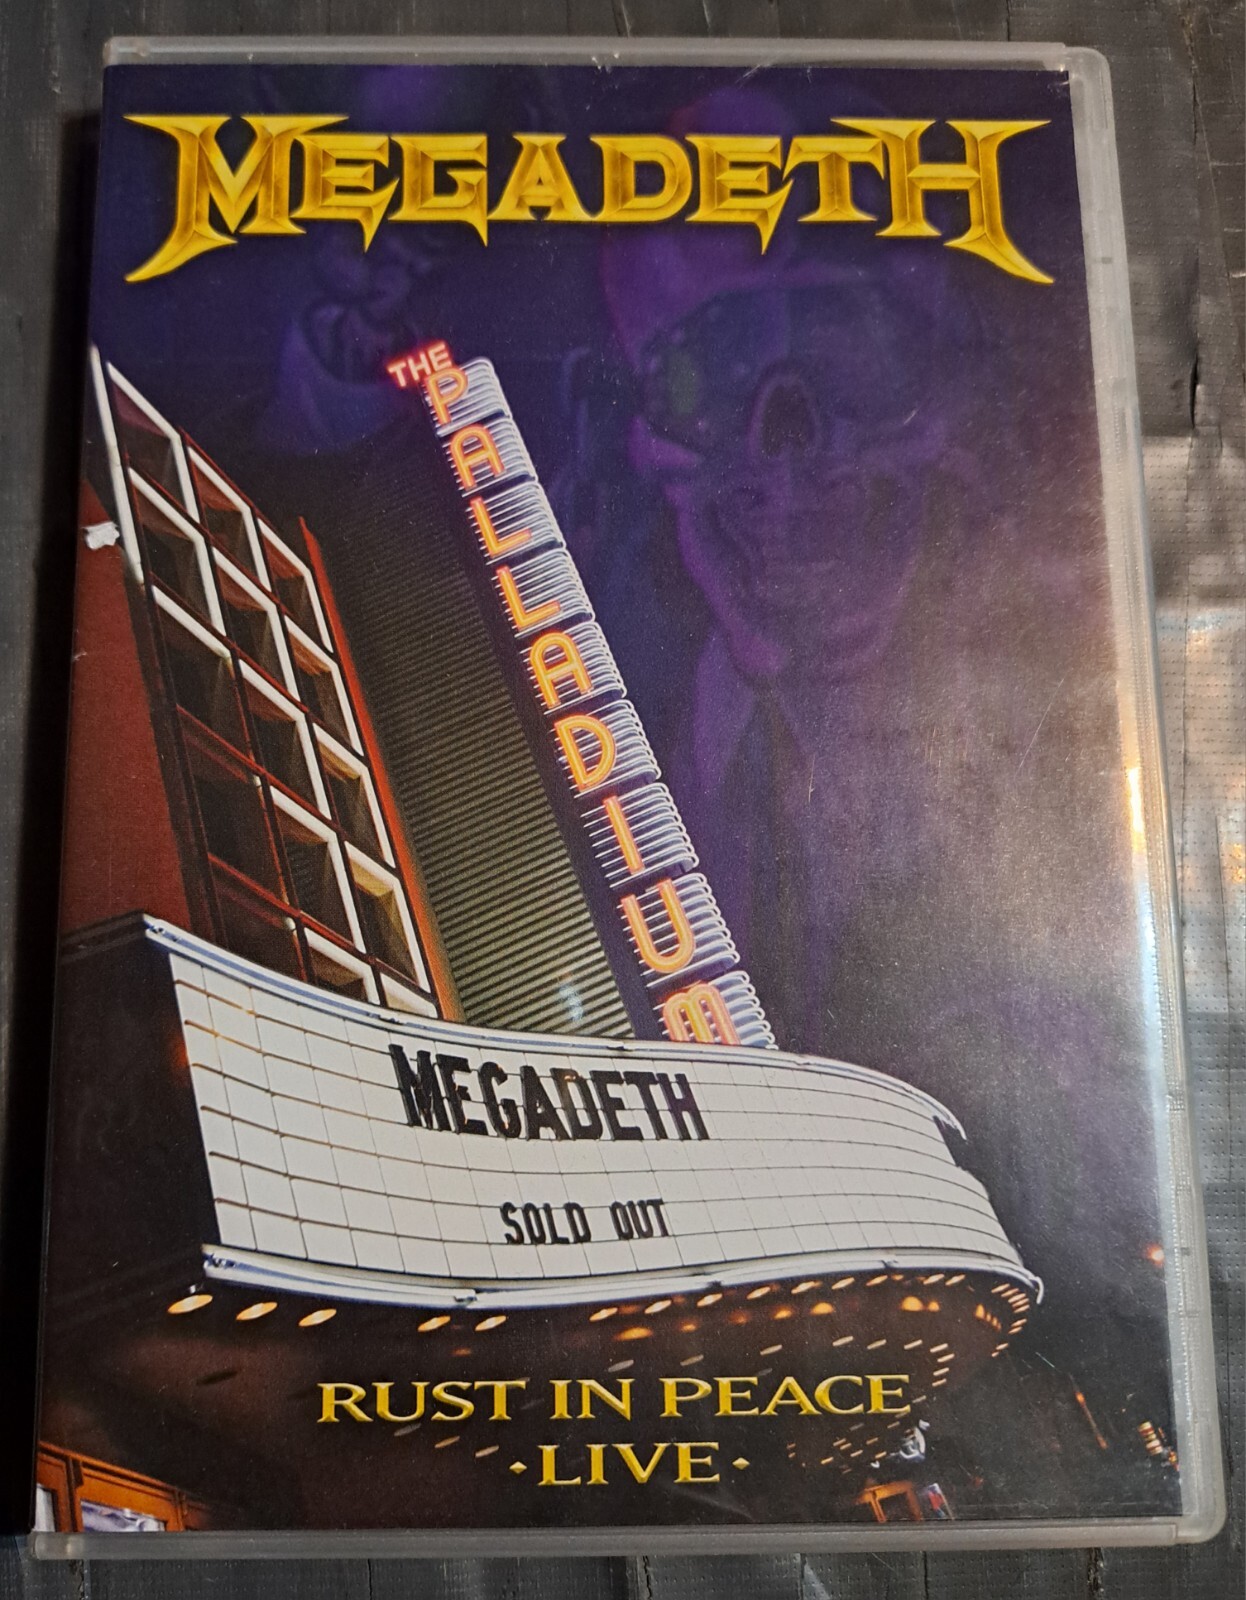 MEGADETH
THE
PALLADIUM
MEGADETH
SOLD OUT
RUST IN PEACE
·LIVE·